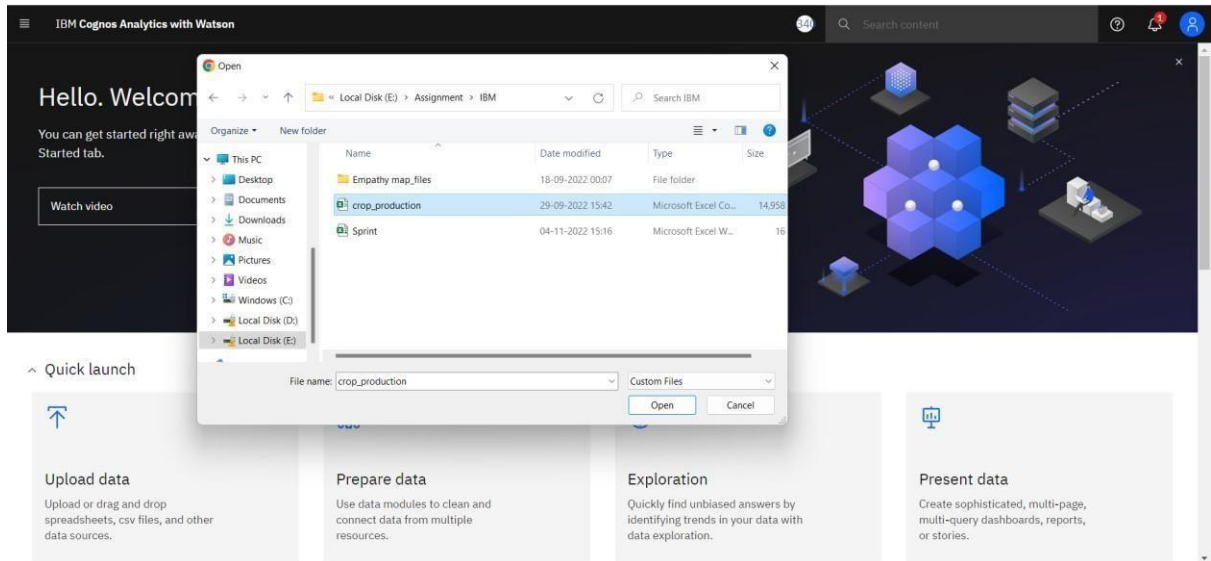 IBM Cognos Analytics with Watson
Search content
1
Open
Local Disk (E:) > Assignment > IBM
Search IBM
Organize
New folder
Name Date modified Type Size
Empathy map_files 18-09-2022 00:07 File folder
crop_production 29-09-2022 15:42 Microsoft Excel Co... 14,958
Sprint 04-11-2022 15:16 Microsoft Excel W... 16
This PC
Desktop
Documents
Downloads
Music
Pictures
Videos
Windows (C:)
Local Disk (D:)
Local Disk (E:)
File name: crop_production
Custom Files
Open Cancel
Hello. Welcom
You can get started right awa
Started tab.
Watch video
Quick launch
Upload data
Upload or drag and drop
spreadsheets, csv files, and other
data sources.
Prepare data
Use data modules to clean and
connect data from multiple
resources.
Exploration
Quickly find unbiased answers by
identifying trends in your data with
data exploration.
Present data
Create sophisticated, multi-page,
multi-query dashboards, reports,
or stories.